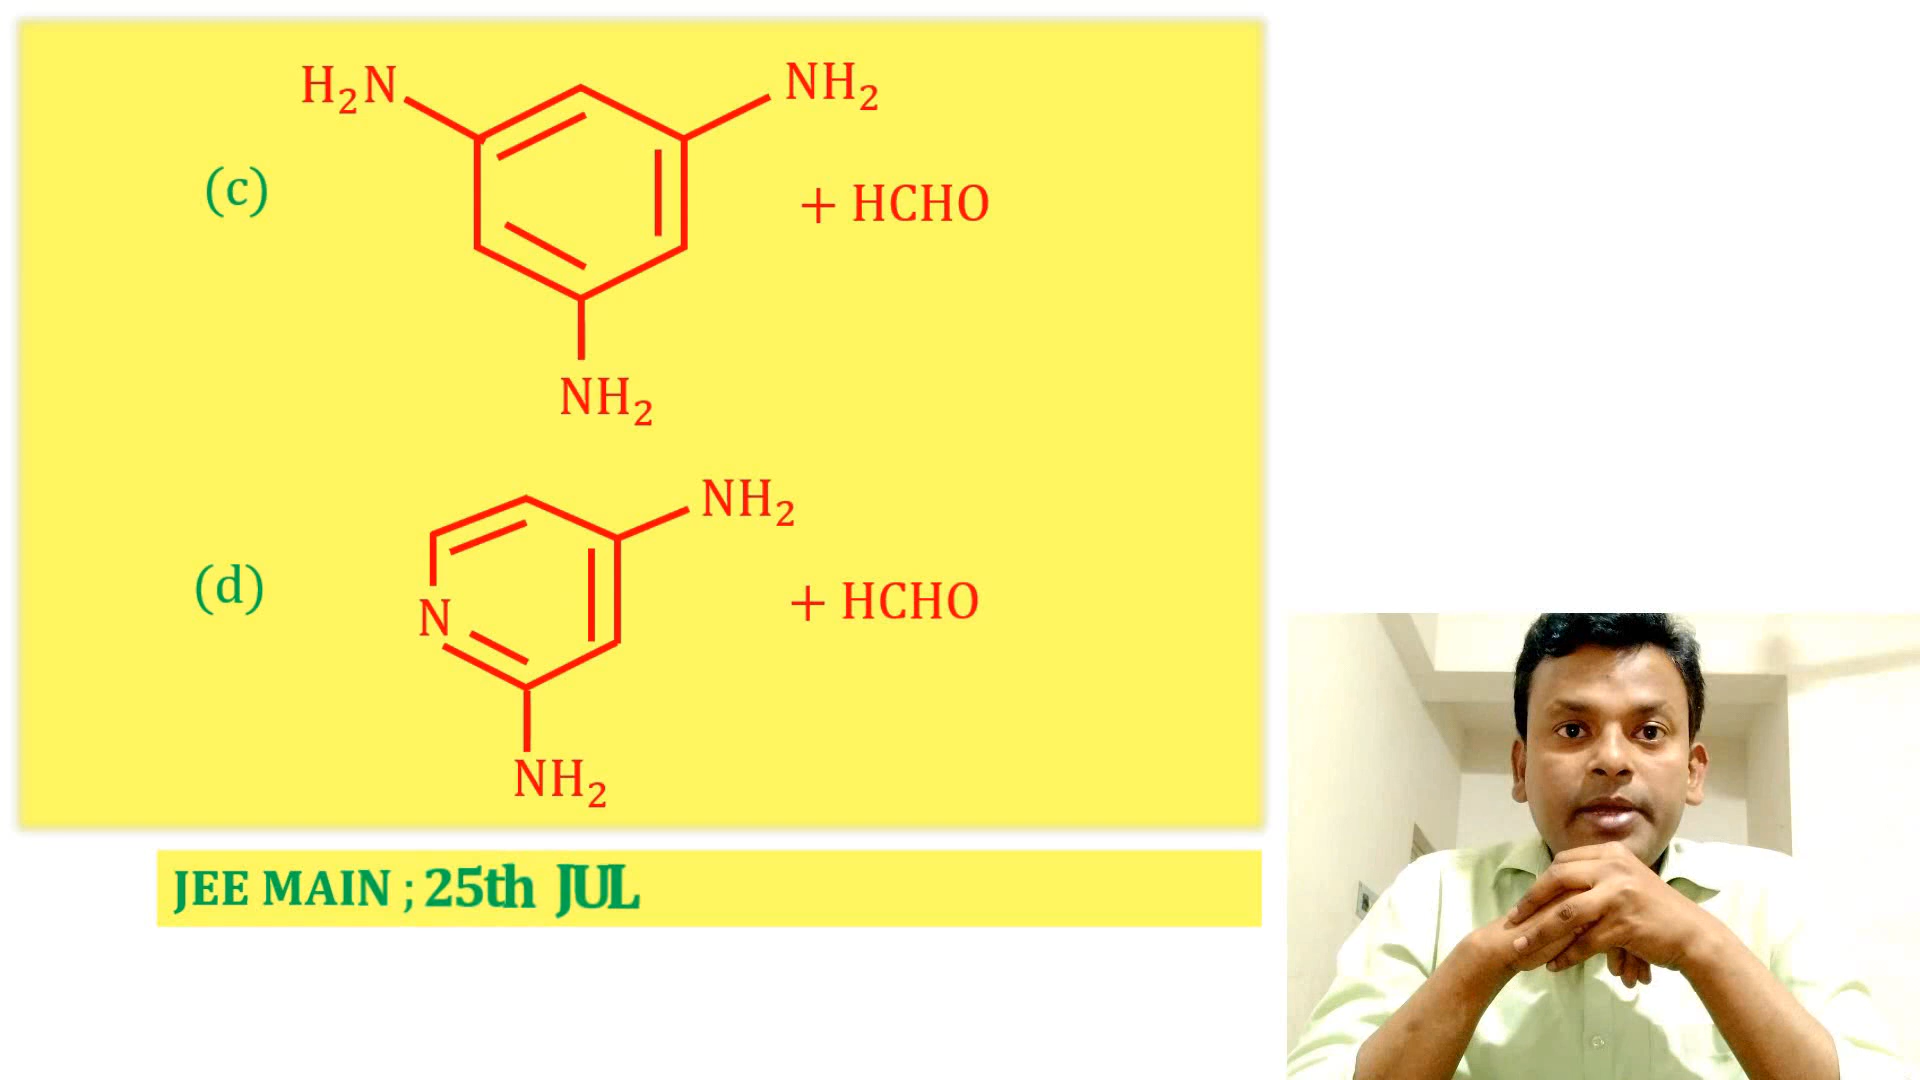 H₂N
NH₂
(c)
+ HCHO
NH₂
NH₂
(d)
N
+ HCHO
NH₂
JEE MAIN ; 25th JUL